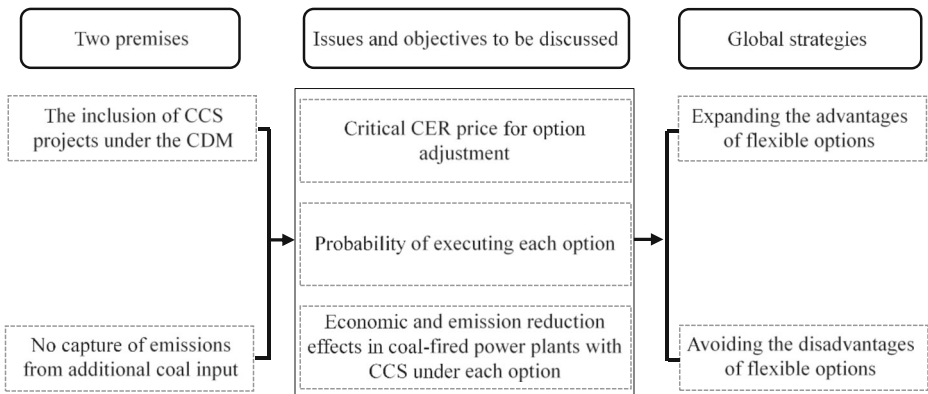 Two premises
Issues and objectives to be discussed
Global strategies
The inclusion of CCS
projects under the CDM
No capture of emissions
from additional coal input
Critical CER price for option
adjustment
Probability of executing each option
Economic and emission reduction
effects in coal-fired power plants with
CCS under each option
Expanding the advantages
of flexible options
Avoiding the disadvantages
of flexible options